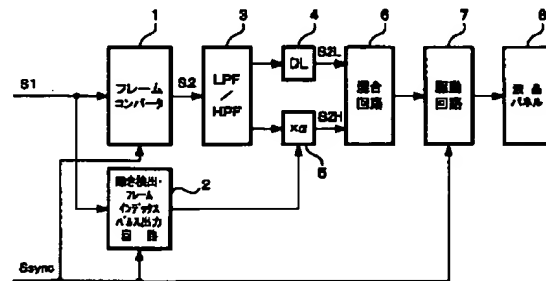 1
3
4
6
7
8
S1
フレーム
コンバータ
S2
LPF
/
HPF
DL
S2L
混合
回路
駆動
回路
液晶
パネル
×α
S2H
5
動き検出・
フレーム
インデックス
パルス出力
回路
2
Ssync